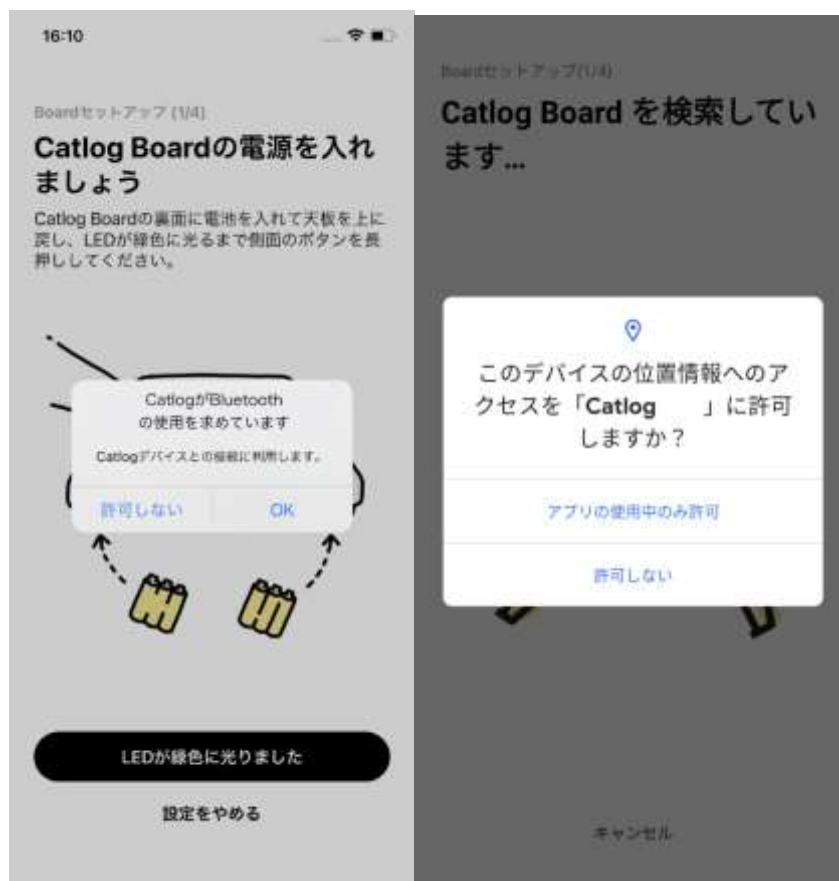 16:10
Boardセットアップ (1/4)
Catlog Boardの電源を入れ
ましょう
Catlog Boardの裏面に電池を入れて天板を上に
戻し、LEDが緑色に光るまで側面のボタンを長
押ししてください。
CatlogがBluetooth
の使用を求めています
Catlogデバイスとの接続に利用します。
許可しない
OK
LEDが緑色に光りました
設定をやめる
Boardセットアップ(1/4)
Catlog Board を検索してい
ます...
このデバイスの位置情報へのア
クセスを「Catlog 」に許可
しますか？
アプリの使用中のみ許可
許可しない
キャンセル